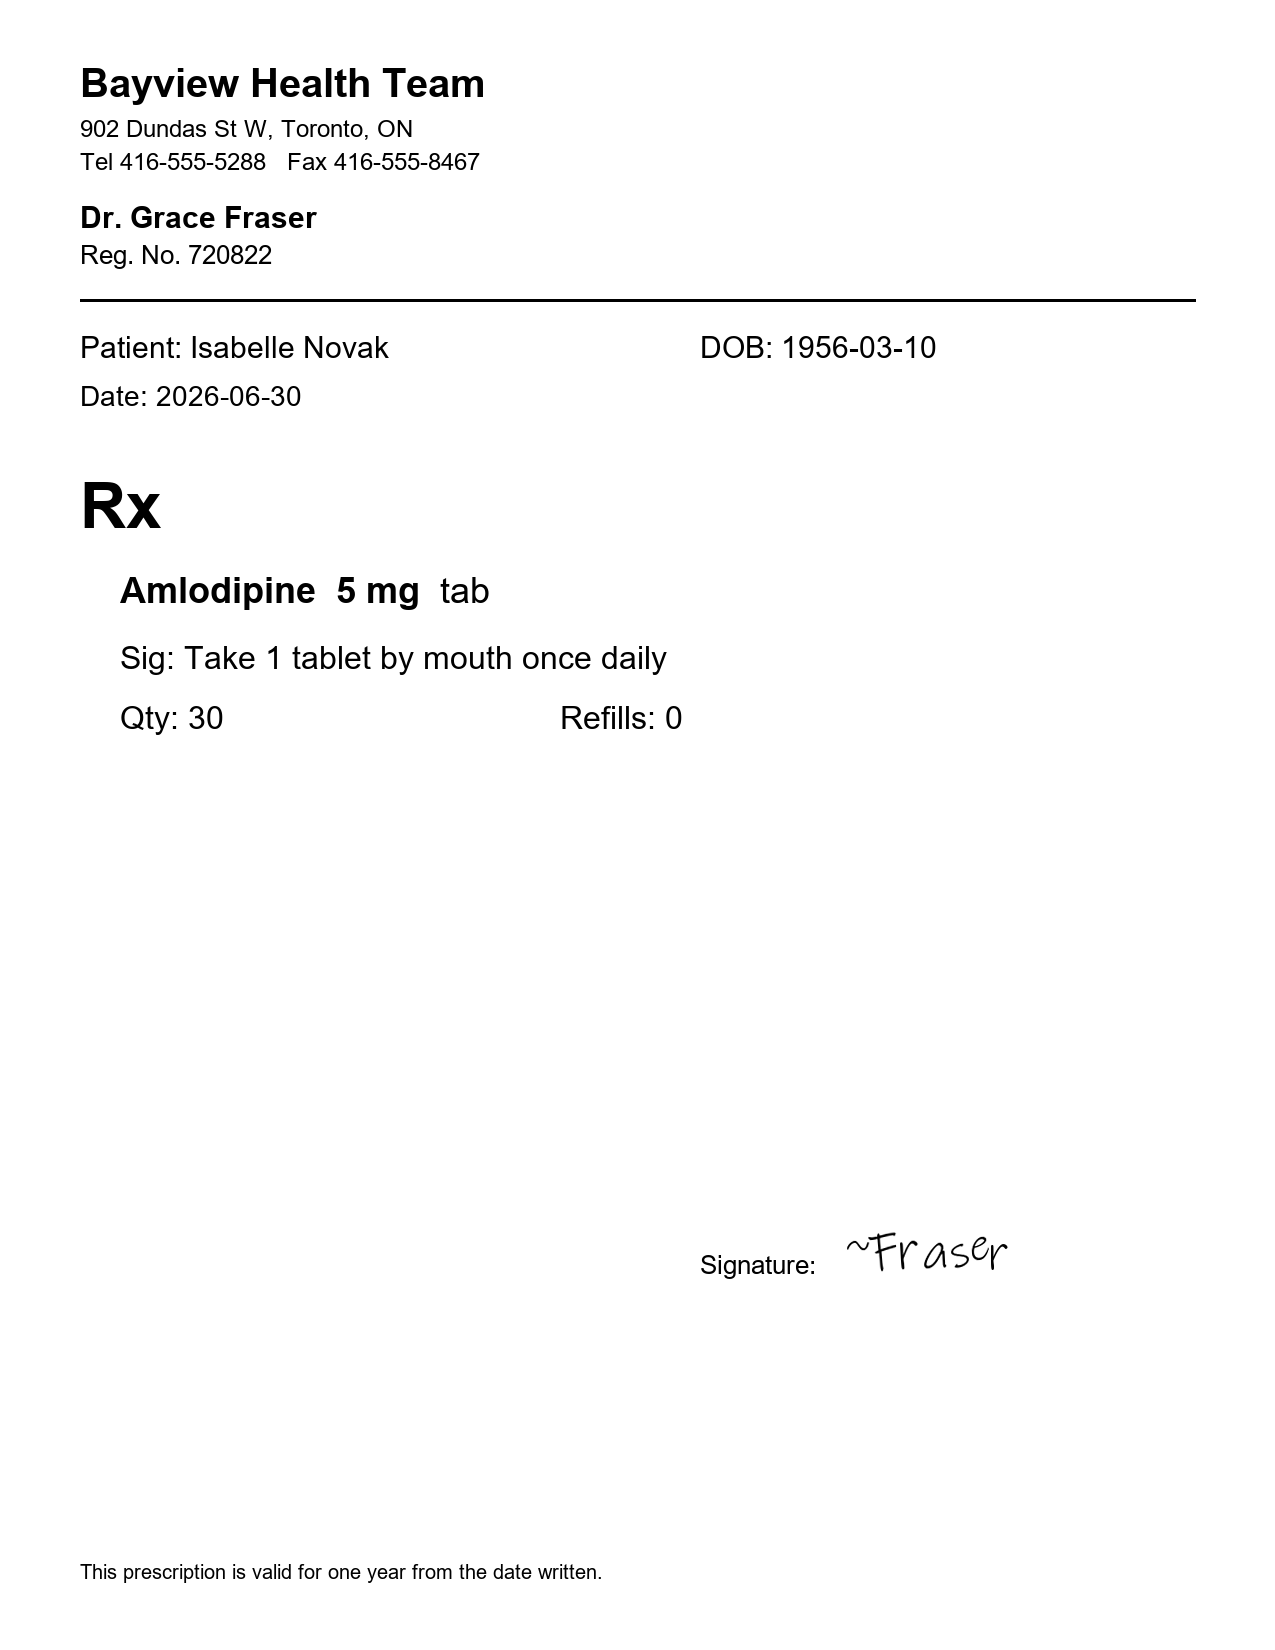 Bayview Health Team
902 Dundas St W, Toronto, ON
Tel 416-555-5288 Fax 416-555-8467
Dr. Grace Fraser
Reg. No. 720822
Patient: Isabelle Novak DOB: 1956-03-10
Date: 2026-06-30
Rx
Amlodipine 5 mg tab
Sig: Take 1 tablet by mouth once daily
Qty: 30 Refills: 0
Signature: ~Fraser
This prescription is valid for one year from the date written.